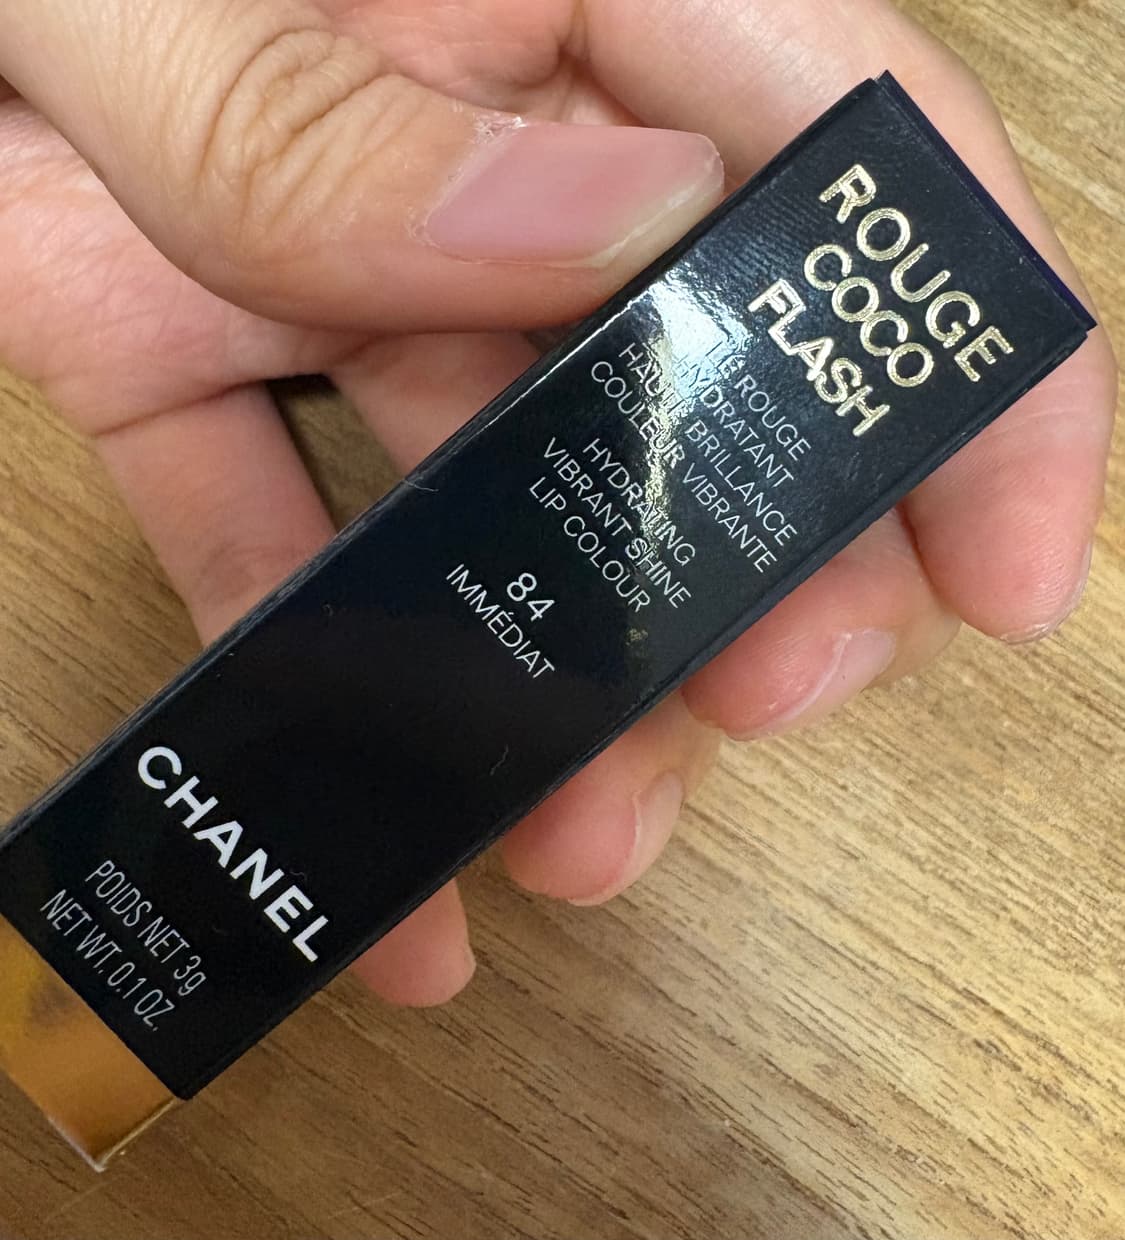 ROUGE
COCO
FLASH
LE ROUGE
HYDRATANT
HAUTE BRILLANCE
COULEUR VIBRANTE
HYDRATING
VIBRANT SHINE
LIP COLOUR
84
IMMÉDIAT
CHANEL
POIDS NET 3g
NET WT. 0.1 OZ.